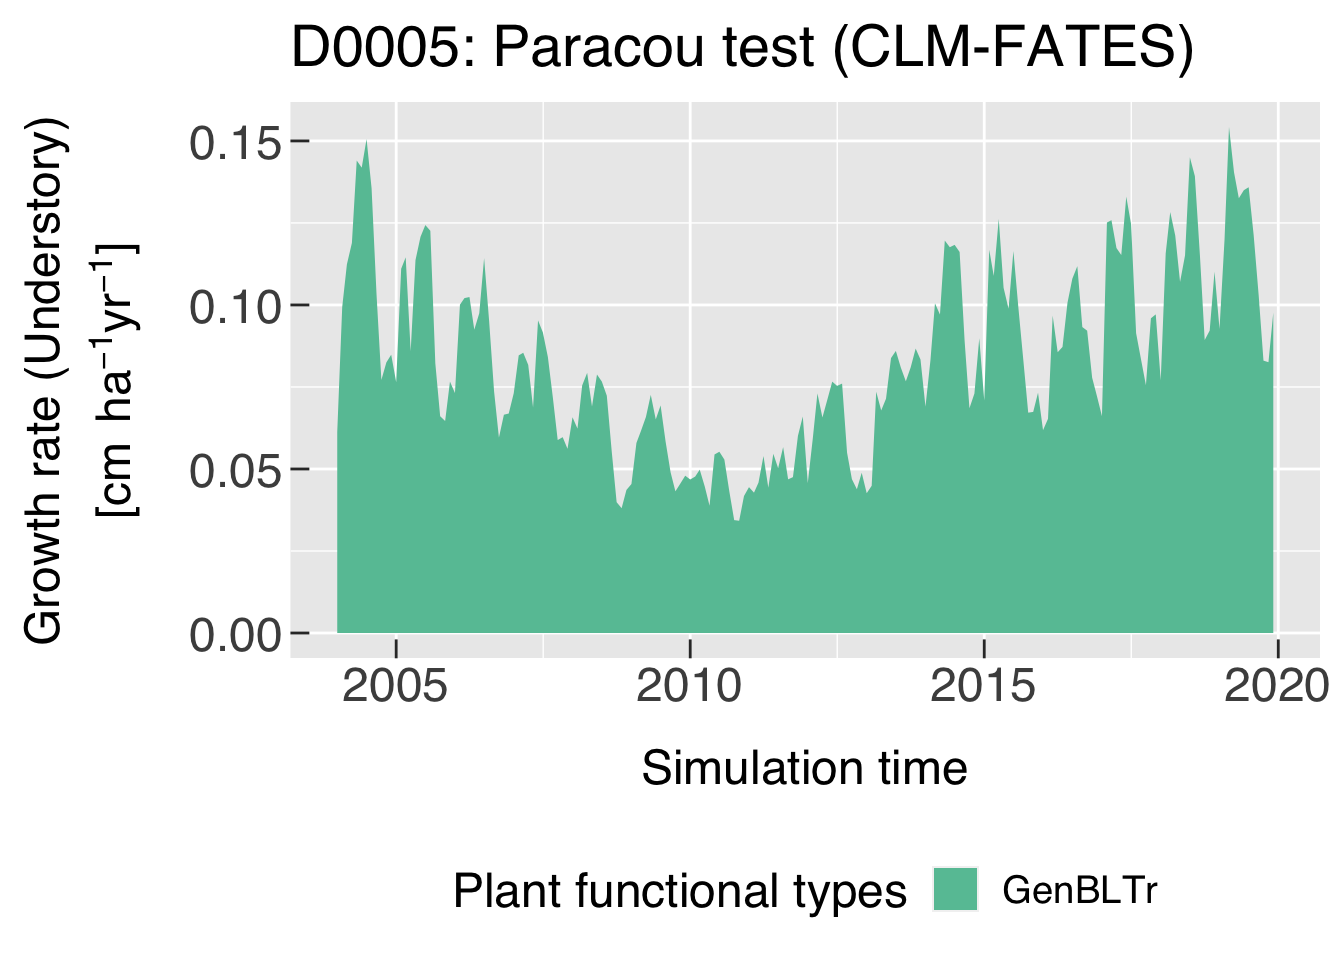 D0005: Paracou test (CLM-FATES)
Growth rate (Understory)
[cm ha⁻¹yr⁻¹]
0.15
0.10
0.05
0.00
2005 2010 2015 2020
Simulation time
Plant functional types GenBLTr